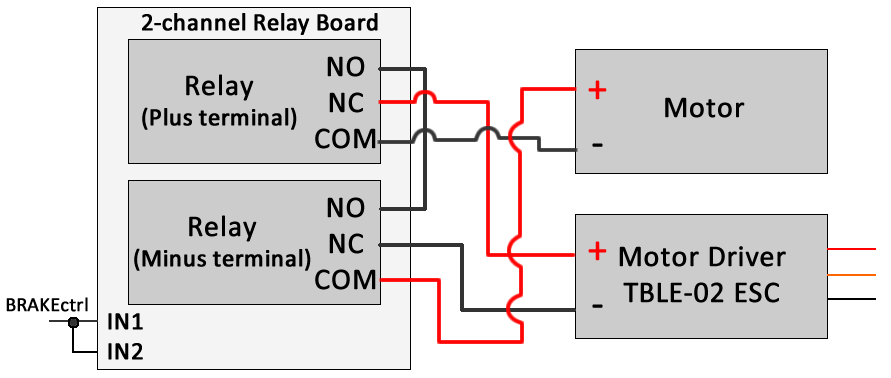 2-channel Relay Board
Relay
(Plus terminal)
NO
NC
COM
Relay
(Minus terminal)
NO
NC
COM
BRAKEctrl
IN1
IN2
+
Motor
-
+
Motor Driver
TBLE-02 ESC
-